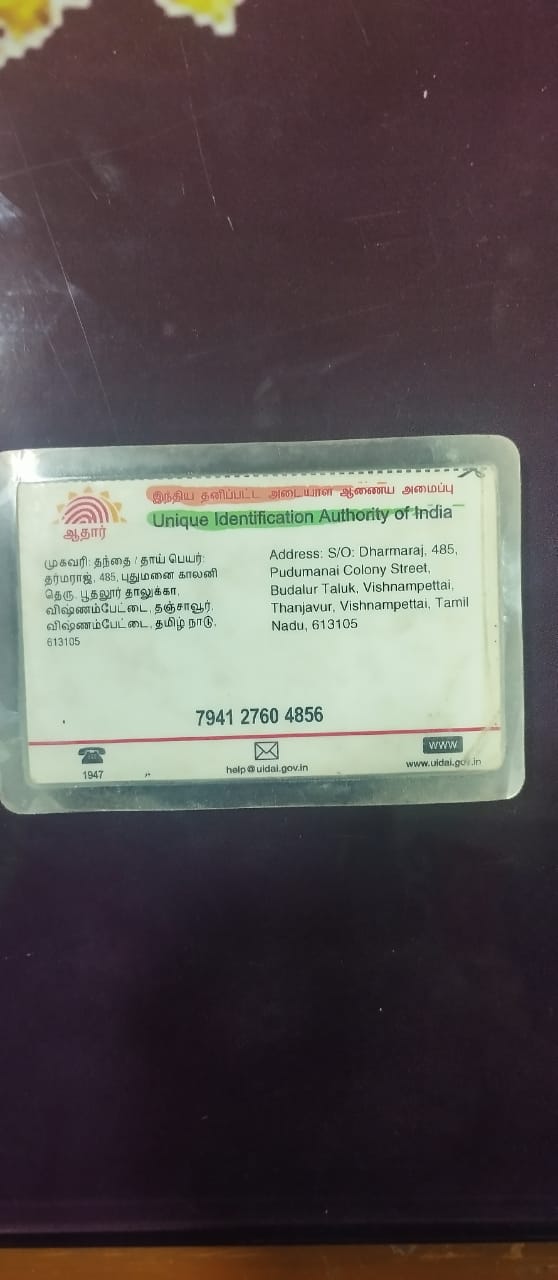 இந்திய தனிப்பட்ட அடையாள ஆணைய அமைப்பு
Unique Identification Authority of India
ஆதார்
முகவரி: தந்தை / தாய் பெயர்:
தர்மராஜ், 485, புதுமனை காலனி
தெரு, பூதலூர் தாலுக்கா,
விஷ்ணம்பேட்டை, தஞ்சாவூர்,
விஷ்ணம்பேட்டை, தமிழ் நாடு,
613105
Address: S/O: Dharmaraj, 485,
Pudumanai Colony Street,
Budalur Taluk, Vishnampettai,
Thanjavur, Vishnampettai, Tamil
Nadu, 613105
7941 2760 4856
1947
help@uidai.gov.in
www
www.uidai.gov.in